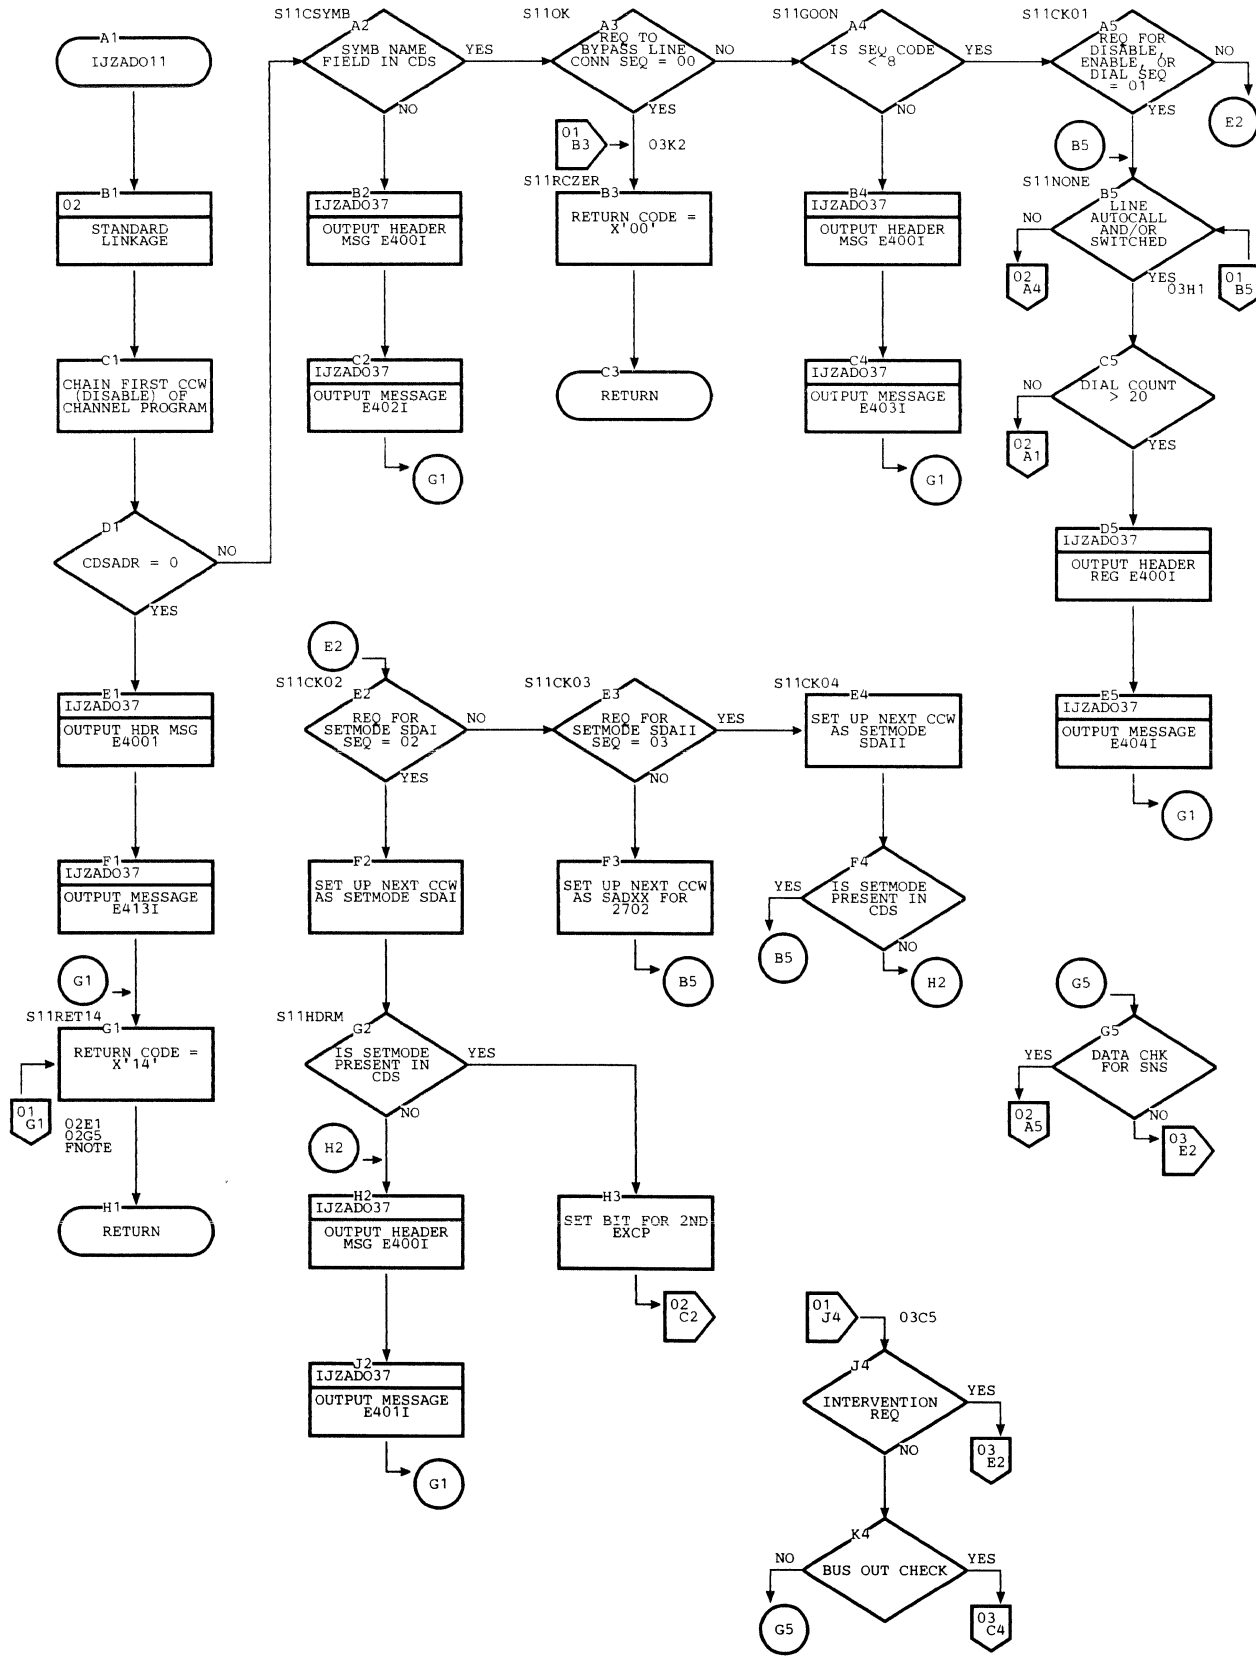 S11CSYMB
S11OK
S11GOON
S11CK01
A1
IJZADO11
A2
SYMB NAME
FIELD IN CDS
YES
NO
A3
REQ TO
BYPASS LINE
CONN SEQ = 00
NO
YES
A4
IS SEQ CODE
< 8
YES
NO
A5
REQ FOR
DISABLE,
ENABLE, OR
DIAL SEQ
= 01
NO
YES
E2
01
B3
03K2
B5
S11RCZER
S11NONE
B1
02
STANDARD
LINKAGE
B2
IJZADO37
OUTPUT HEADER
MSG E400I
B3
RETURN CODE =
X'00'
B4
IJZADO37
OUTPUT HEADER
MSG E400I
B5
LINE
AUTOCALL
AND/OR
SWITCHED
NO
YES
02
A4
03H1
01
B5
C1
CHAIN FIRST CCW
(DISABLE) OF
CHANNEL PROGRAM
C2
IJZADO37
OUTPUT MESSAGE
E402I
C3
RETURN
C4
IJZADO37
OUTPUT MESSAGE
E403I
C5
DIAL COUNT
> 20
NO
YES
02
A1
G1
G1
D1
CDSADR = 0
NO
YES
D5
IJZADO37
OUTPUT HEADER
REG E400I
E2
S11CK02
S11CK03
S11CK04
E1
IJZADO37
OUTPUT HDR MSG
E4001
E2
REQ FOR
SETMODE SDAI
SEQ = 02
NO
YES
E3
REQ FOR
SETMODE SDAII
SEQ = 03
YES
NO
E4
SET UP NEXT CCW
AS SETMODE
SDAII
E5
IJZADO37
OUTPUT MESSAGE
E404I
G1
F1
IJZADO37
OUTPUT MESSAGE
E413I
F2
SET UP NEXT CCW
AS SETMODE SDAI
F3
SET UP NEXT CCW
AS SADXX FOR
2702
F4
IS SETMODE
PRESENT IN
CDS
YES
NO
B5
B5
H2
G1
G5
S11RET14
S11HDRM
G1
RETURN CODE =
X'14'
01
G1
02E1
02G5
FNOTE
G2
IS SETMODE
PRESENT IN
CDS
YES
NO
G5
DATA CHK
FOR SNS
YES
NO
02
A5
03
E2
H2
H1
RETURN
H2
IJZADO37
OUTPUT HEADER
MSG E400I
H3
SET BIT FOR 2ND
EXCP
02
C2
01
J4
03C5
J2
IJZADO37
OUTPUT MESSAGE
E401I
J4
INTERVENTION
REQ
YES
NO
03
E2
G1
K4
BUS OUT CHECK
NO
YES
G5
03
C4